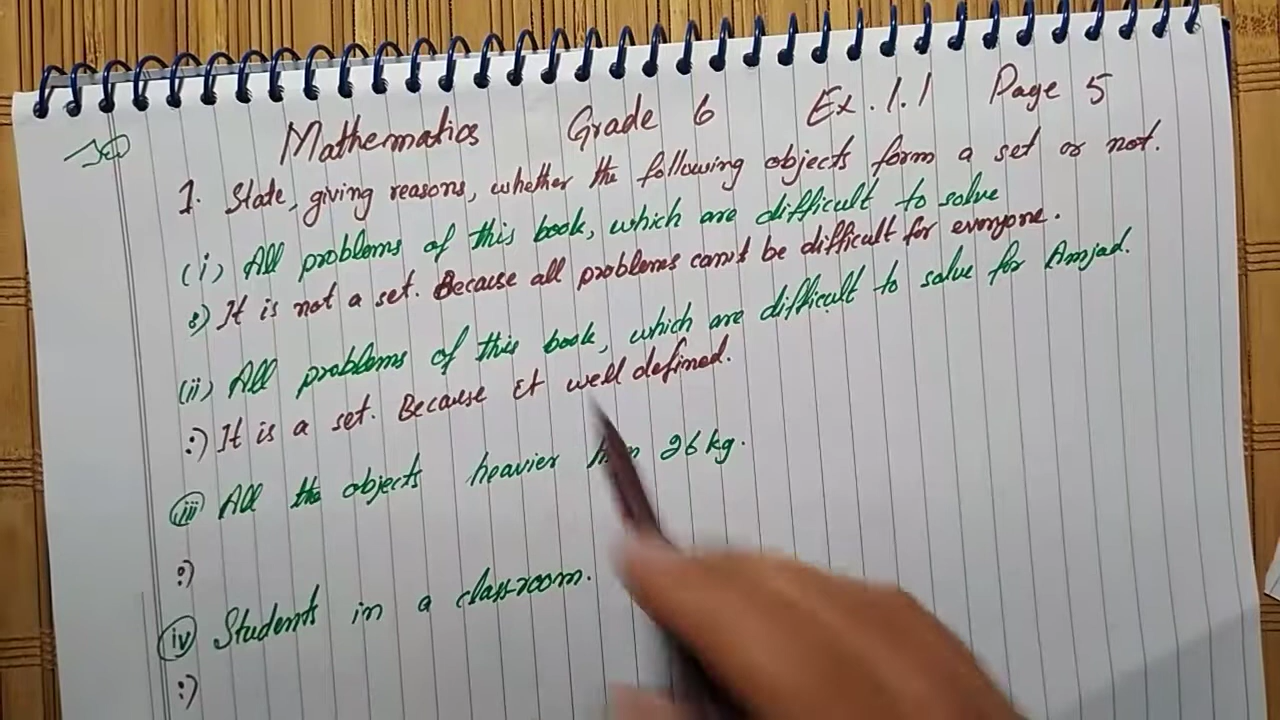 Mathematics Grade 6 Ex. 1.1 Page 5
1. State, giving reasons, whether the following objects form a set or not.
(i) All problems of this book, which are difficult to solve
:) It is not a set. Because all problems can't be difficult for everyone.
(ii) All problems of this book, which are difficult to solve for Amjad.
:) It is a set. Because it well defined.
(iii) All the objects heavier 26 kg.
:)
(iv) Students in a classroom.
:)